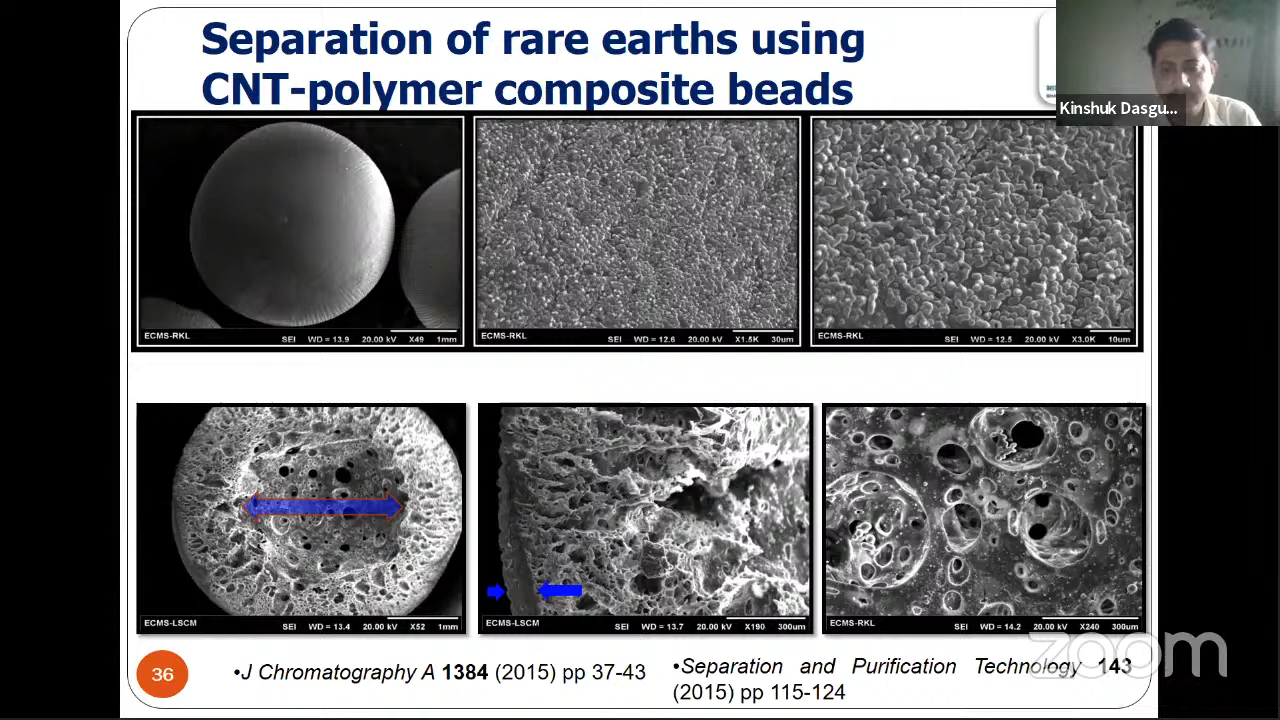 Separation of rare earths using
CNT-polymer composite beads
Kinshuk Dasgu...
ECMS-RKL
SEI WD = 13.9 20.00 kV X49 1mm
ECMS-RKL
SEI WD = 12.6 20.00 kV X1.5K 30um
ECMS-RKL
SEI WD = 12.5 20.00 kV X3.0K 10um
ECMS-LSCM
SEI WD = 13.4 20.00 kV X52 1mm
ECMS-LSCM
SEI WD = 13.7 20.00 kV X190 300um
ECMS-RKL
SEI WD = 14.2 20.00 kV X240 300um
36
•J Chromatography A 1384 (2015) pp 37-43
•Separation and Purification Technology 143
(2015) pp 115-124
zoom